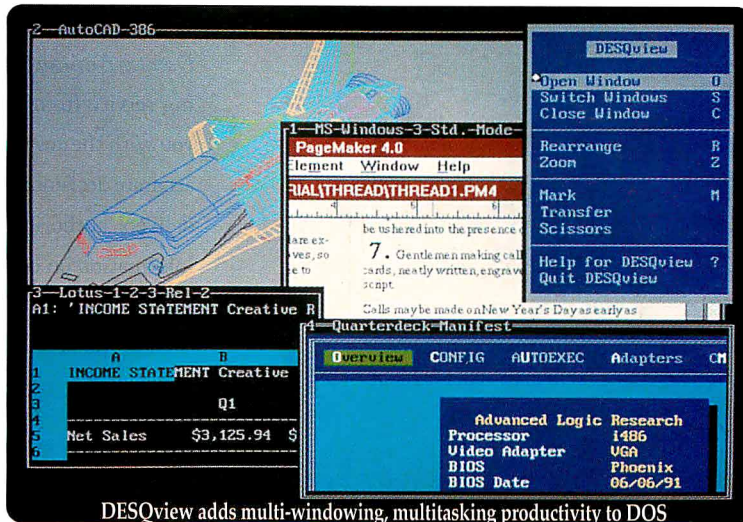 2—AutoCAD-386
DESQview
Open Window O
Switch Windows S
Close Window C
Rearrange R
Zoom Z
Mark M
Transfer
Scissors
Help for DESQview ?
Quit DESQview
1—MS-Windows-3-Std.-Mode
PageMaker 4.0
Element Window Help
RIAL\THREAD\THREAD1.PM4
4 5 6
are ex-
ves, so
e to
be ushered into the presence
7. Gentlemen making call
cards, neatly written, engrave
script.
Calls may be made on New Year's Day as early as
3—Lotus-1-2-3-Rel-2
A1: 'INCOME STATEMENT Creative R
A B
1 INCOME STATEMENT Creative
2
3 Q1
4
5 Net Sales $3,125.94 $
6
4—Quarterdeck-Manifest
Overview CONFIG AUTOEXEC Adapters CM
Advanced Logic Research
Processor i486
Video Adapter VGA
BIOS Phoenix
BIOS Date 06/06/91
DESQview adds multi-windowing, multitasking productivity to DOS